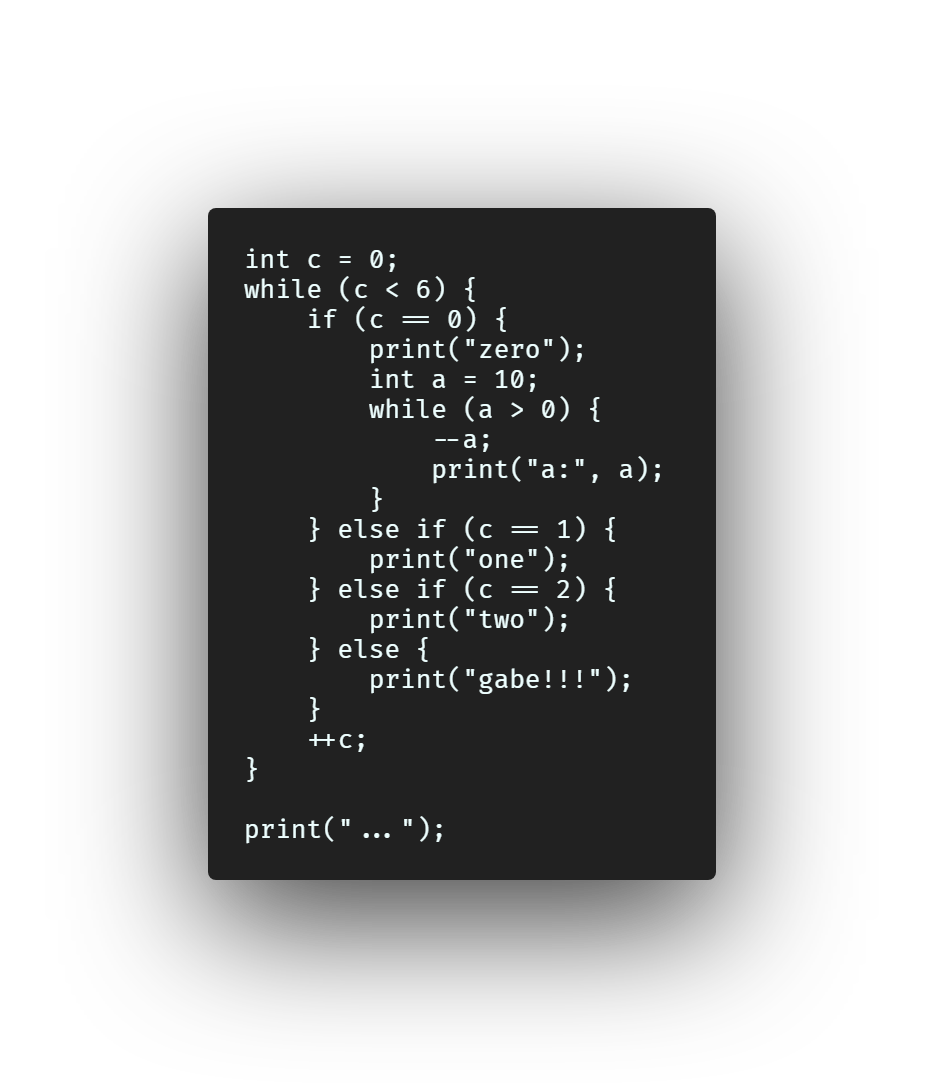 int c = 0;
while (c < 6) {
    if (c == 0) {
        print("zero");
        int a = 10;
        while (a > 0) {
            --a;
            print("a:", a);
        }
    } else if (c == 1) {
        print("one");
    } else if (c == 2) {
        print("two");
    } else {
        print("gabe!!!");
    }
    ++c;
}

print("...");